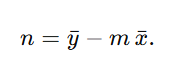 n = ȳ − m x̄.